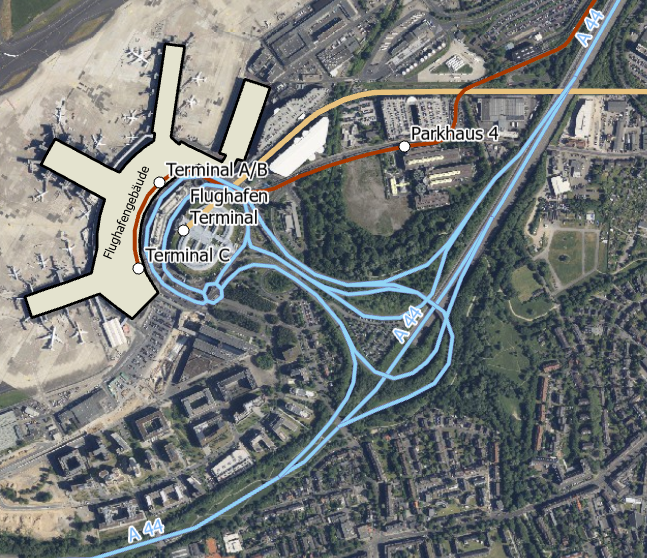 A 44
Parkhaus 4
Terminal A/B
Flughafen
Terminal
Flughafengebäude
Terminal C
A 44
A 44